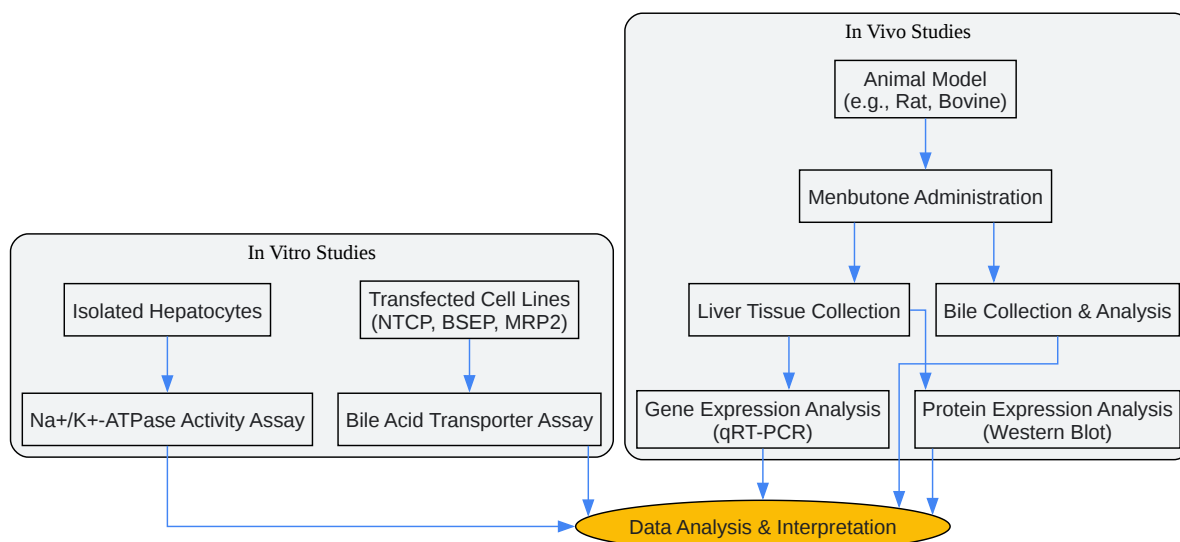 In Vivo Studies
Animal Model
(e.g., Rat, Bovine)
Menbutone Administration
Liver Tissue Collection
Bile Collection & Analysis
Gene Expression Analysis
(qRT-PCR)
Protein Expression Analysis
(Western Blot)
In Vitro Studies
Isolated Hepatocytes
Transfected Cell Lines
(NTCP, BSEP, MRP2)
Na+/K+-ATPase Activity Assay
Bile Acid Transporter Assay
Data Analysis & Interpretation